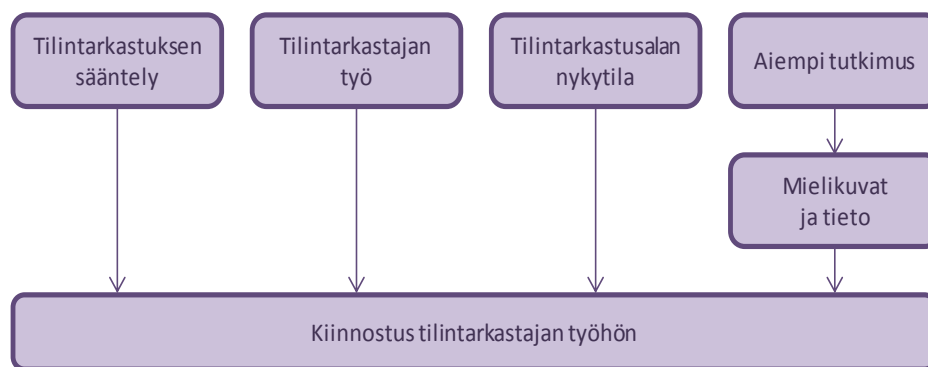 Tilintarkastuksen
sääntely
Tilintarkastajan
työ
Tilintarkastusalan
nykytila
Aiempi tutkimus
Mielikuvat
ja tieto
Kiinnostus tilintarkastajan työhön